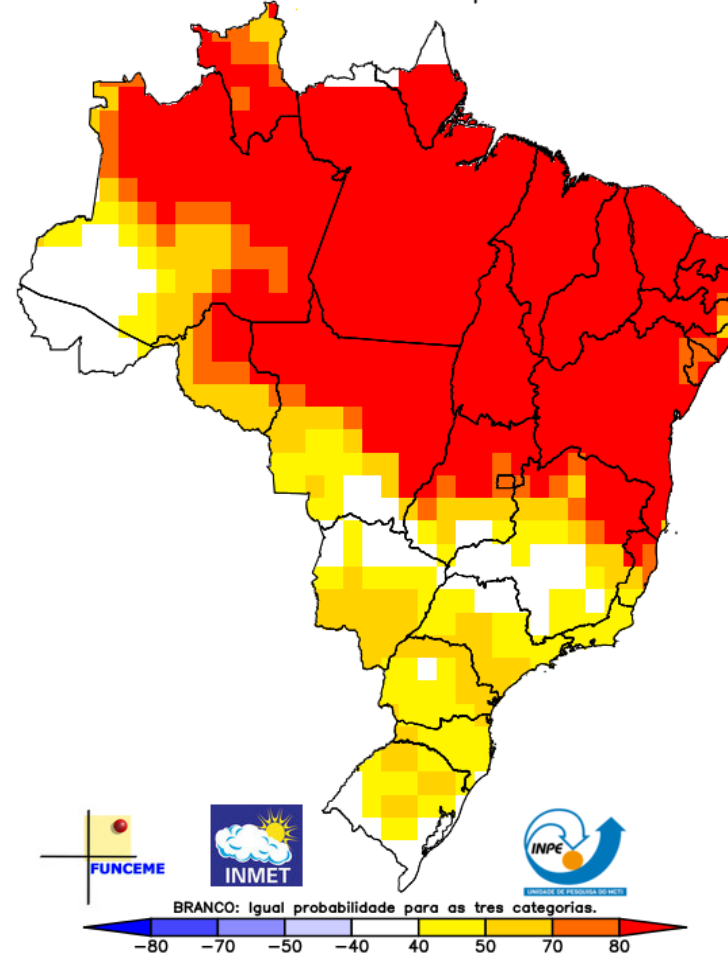 FUNCEME
INMET
INPE
UNIDADE DE PESQUISA DO MCTI
BRANCO: Igual probabilidade para as tres categorias.
-80 -70 -50 -40 40 50 70 80